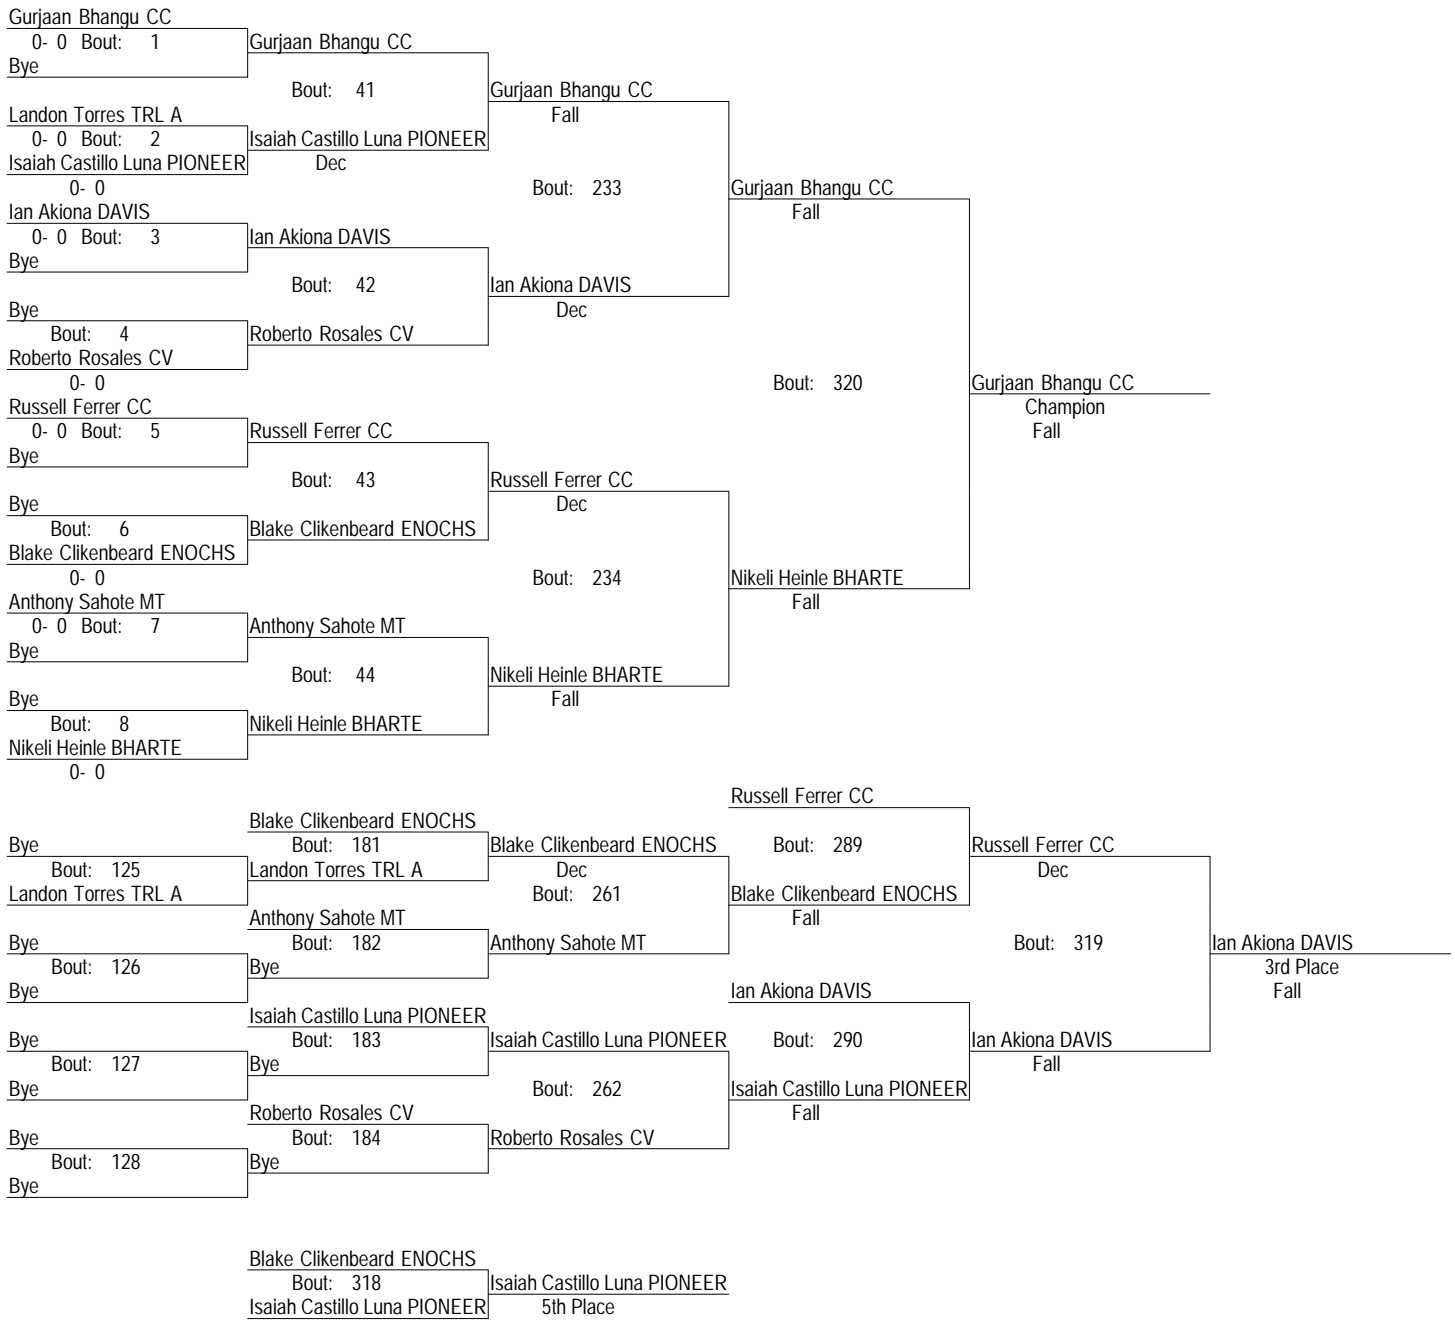 Gurjaan Bhangu CC
0- 0 Bout: 1
Bye
Gurjaan Bhangu CC
Bout: 41
Landon Torres TRL A
0- 0 Bout: 2
Isaiah Castillo Luna PIONEER
0- 0
Isaiah Castillo Luna PIONEER
Dec
Gurjaan Bhangu CC
Fall
Bout: 233
Ian Akiona DAVIS
0- 0 Bout: 3
Bye
Ian Akiona DAVIS
Bout: 42
Bye
Bout: 4
Roberto Rosales CV
0- 0
Roberto Rosales CV
Ian Akiona DAVIS
Dec
Gurjaan Bhangu CC
Fall
Bout: 320
Gurjaan Bhangu CC
Champion
Fall
Russell Ferrer CC
0- 0 Bout: 5
Bye
Russell Ferrer CC
Bout: 43
Bye
Bout: 6
Blake Clikenbeard ENOCHS
0- 0
Blake Clikenbeard ENOCHS
Russell Ferrer CC
Dec
Bout: 234
Anthony Sahote MT
0- 0 Bout: 7
Bye
Anthony Sahote MT
Bout: 44
Bye
Bout: 8
Nikeli Heinle BHARTE
0- 0
Nikeli Heinle BHARTE
Nikeli Heinle BHARTE
Fall
Nikeli Heinle BHARTE
Fall
Bye
Bout: 125
Landon Torres TRL A
Blake Clikenbeard ENOCHS
Bout: 181
Landon Torres TRL A
Blake Clikenbeard ENOCHS
Dec
Bout: 261
Bye
Bout: 126
Bye
Anthony Sahote MT
Bout: 182
Bye
Anthony Sahote MT
Russell Ferrer CC
Bout: 289
Blake Clikenbeard ENOCHS
Fall
Russell Ferrer CC
Dec
Bout: 319
Bye
Bout: 127
Bye
Isaiah Castillo Luna PIONEER
Bout: 183
Bye
Isaiah Castillo Luna PIONEER
Bout: 262
Bye
Bout: 128
Bye
Roberto Rosales CV
Bout: 184
Bye
Roberto Rosales CV
Ian Akiona DAVIS
Bout: 290
Isaiah Castillo Luna PIONEER
Fall
Ian Akiona DAVIS
Fall
Ian Akiona DAVIS
3rd Place
Fall
Blake Clikenbeard ENOCHS
Bout: 318
Isaiah Castillo Luna PIONEER
Isaiah Castillo Luna PIONEER
5th Place